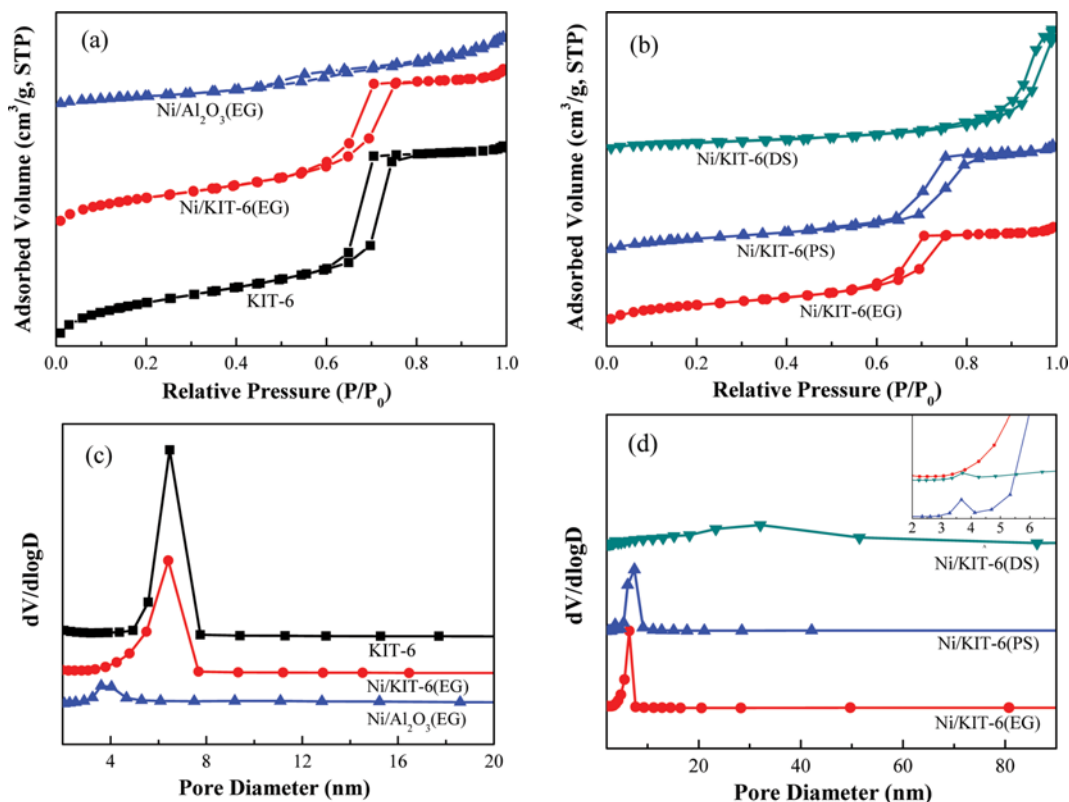 (a)
Adsorbed Volume (cm³/g, STP)
Ni/Al₂O₃(EG)
Ni/KIT-6(EG)
KIT-6
0.0 0.2 0.4 0.6 0.8 1.0
Relative Pressure (P/P₀)
(b)
Adsorbed Volume (cm³/g, STP)
Ni/KIT-6(DS)
Ni/KIT-6(PS)
Ni/KIT-6(EG)
0.0 0.2 0.4 0.6 0.8 1.0
Relative Pressure (P/P₀)
(c)
dV/dlogD
KIT-6
Ni/KIT-6(EG)
Ni/Al₂O₃(EG)
4 8 12 16 20
Pore Diameter (nm)
(d)
dV/dlogD
2 3 4 5 6
Ni/KIT-6(DS)
Ni/KIT-6(PS)
Ni/KIT-6(EG)
20 40 60 80
Pore Diameter (nm)